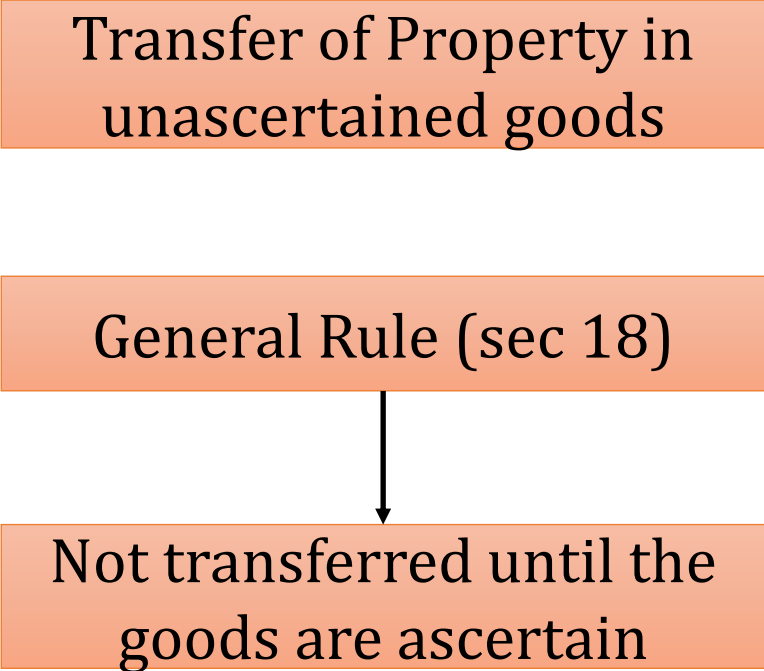 Transfer of Property in
unascertained goods
General Rule (sec 18)
Not transferred until the
goods are ascertain